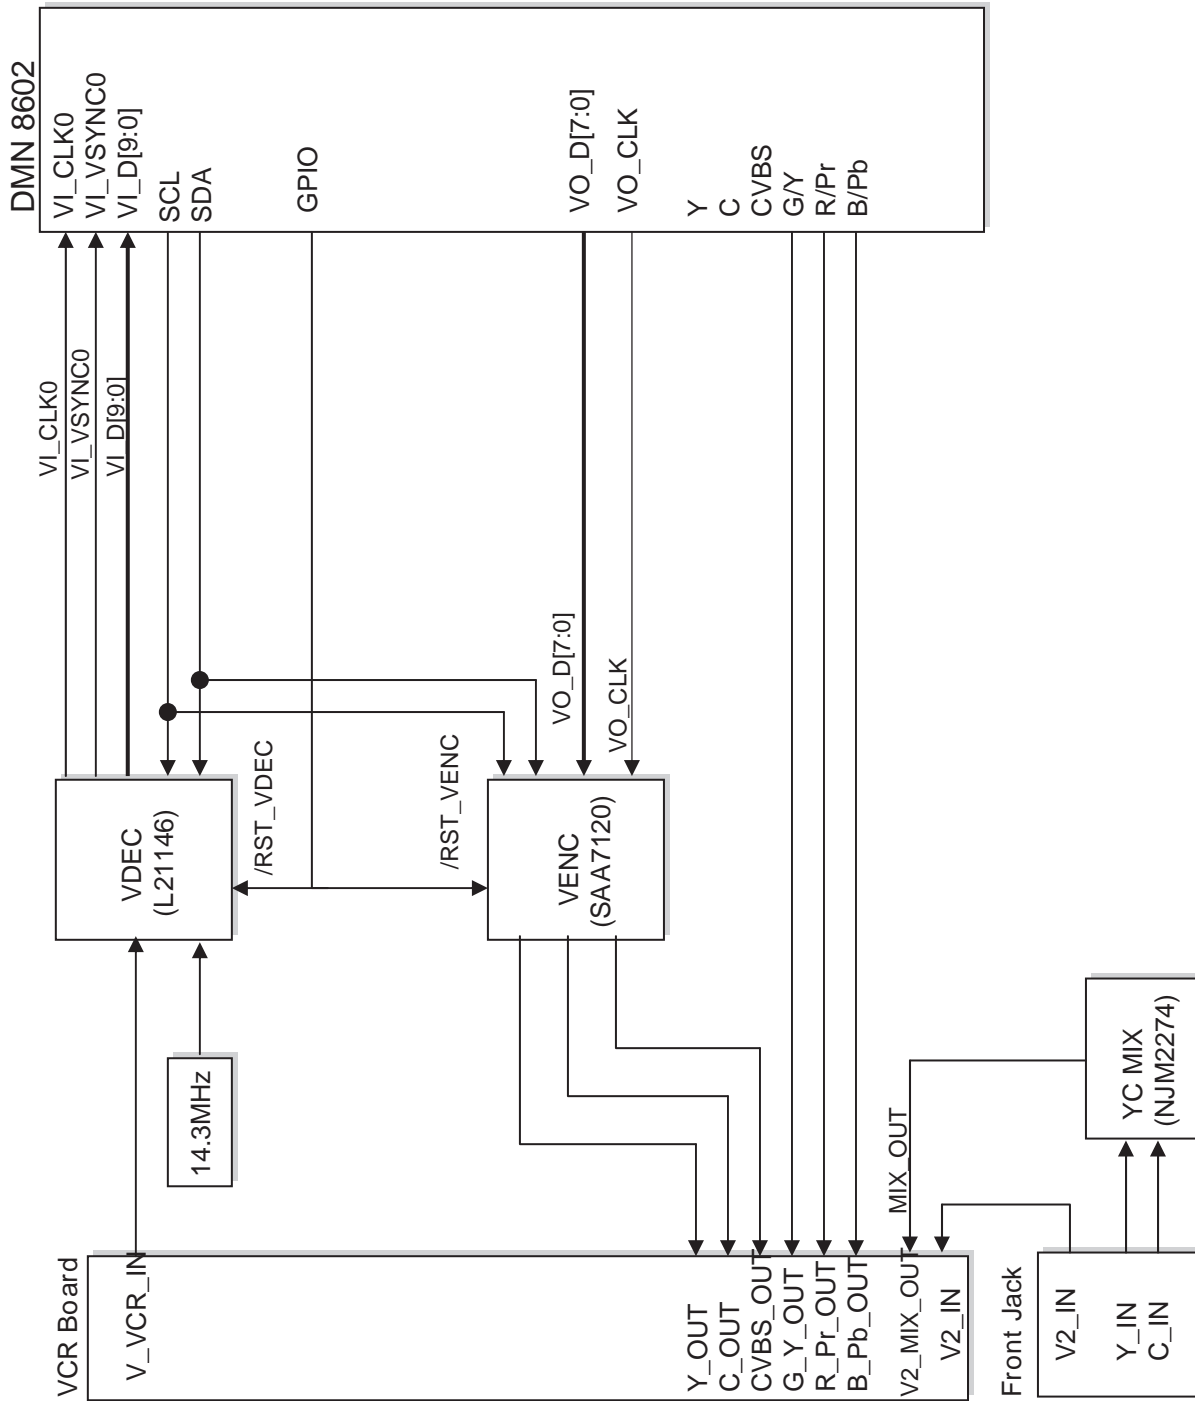 DMN 8602
VI_CLK0
VI_VSYNC0
VI_D[9:0]
SCL
SDA
GPIO
VO_D[7:0]
VO_CLK
Y
C
CVBS
G/Y
R/Pr
B/Pb
VI_CLK0
VI_VSYNC0
VI_D[9:0]
VO_D[7:0]
VO_CLK
VDEC
(L21146)
/RST_VDEC
/RST_VENC
VENC
(SAA7120)
14.3MHz
YC MIX
(NJM2274)
MIX_OUT
VCR Board
V_VCR_IN
Y_OUT
C_OUT
CVBS_OUT
G_Y_OUT
R_Pr_OUT
B_Pb_OUT
V2_MIX_OUT
V2_IN
Front Jack
V2_IN
Y_IN
C_IN